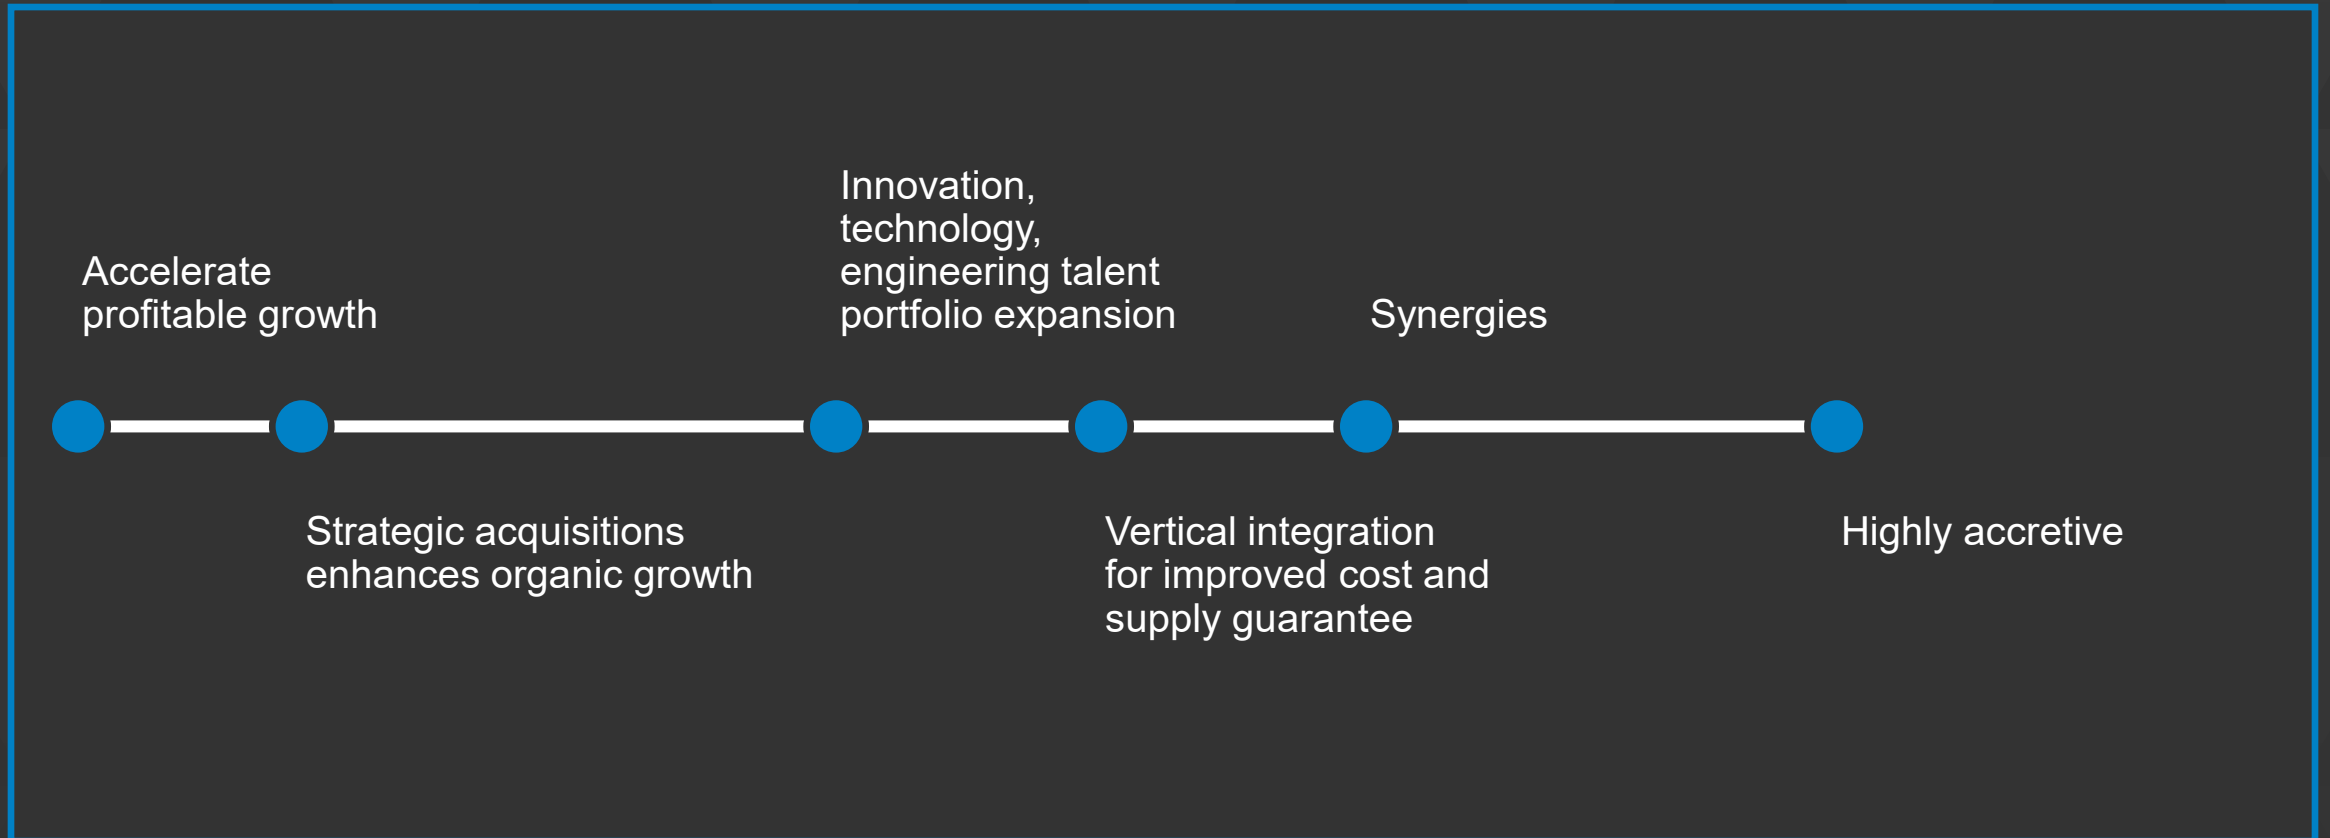 Accelerate
profitable growth
Strategic acquisitions
enhances organic growth
Innovation,
technology,
engineering talent
portfolio expansion
Vertical integration
for improved cost and
supply guarantee
Synergies
Highly accretive